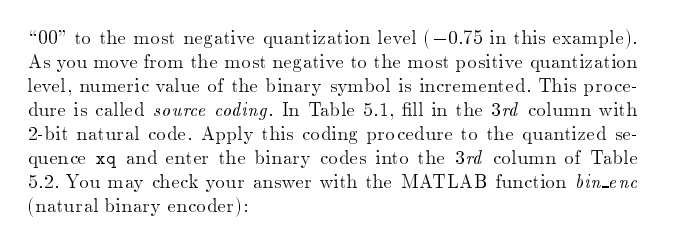 “00” to the most negative quantization level (−0.75 in this example).
As you move from the most negative to the most positive quantization
level, numeric value of the binary symbol is incremented. This proce-
dure is called source coding. In Table 5.1, fill in the 3rd column with
2-bit natural code. Apply this coding procedure to the quantized se-
quence xq and enter the binary codes into the 3rd column of Table
5.2. You may check your answer with the MATLAB function bin_enc
(natural binary encoder):